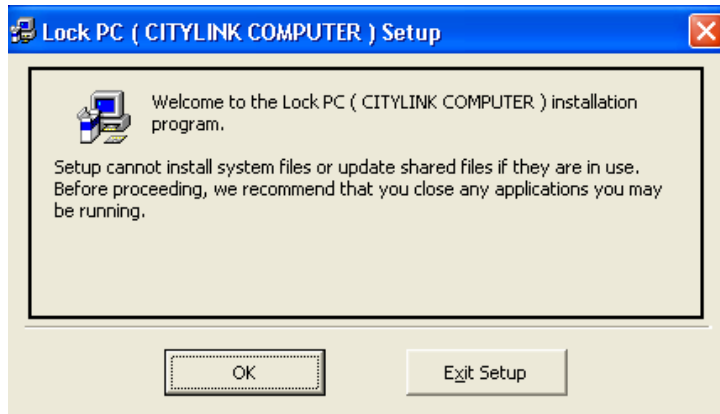 Lock PC ( CITYLINK COMPUTER ) Setup
Welcome to the Lock PC ( CITYLINK COMPUTER ) installation
program.
Setup cannot install system files or update shared files if they are in use.
Before proceeding, we recommend that you close any applications you may
be running.
OK
Exit Setup